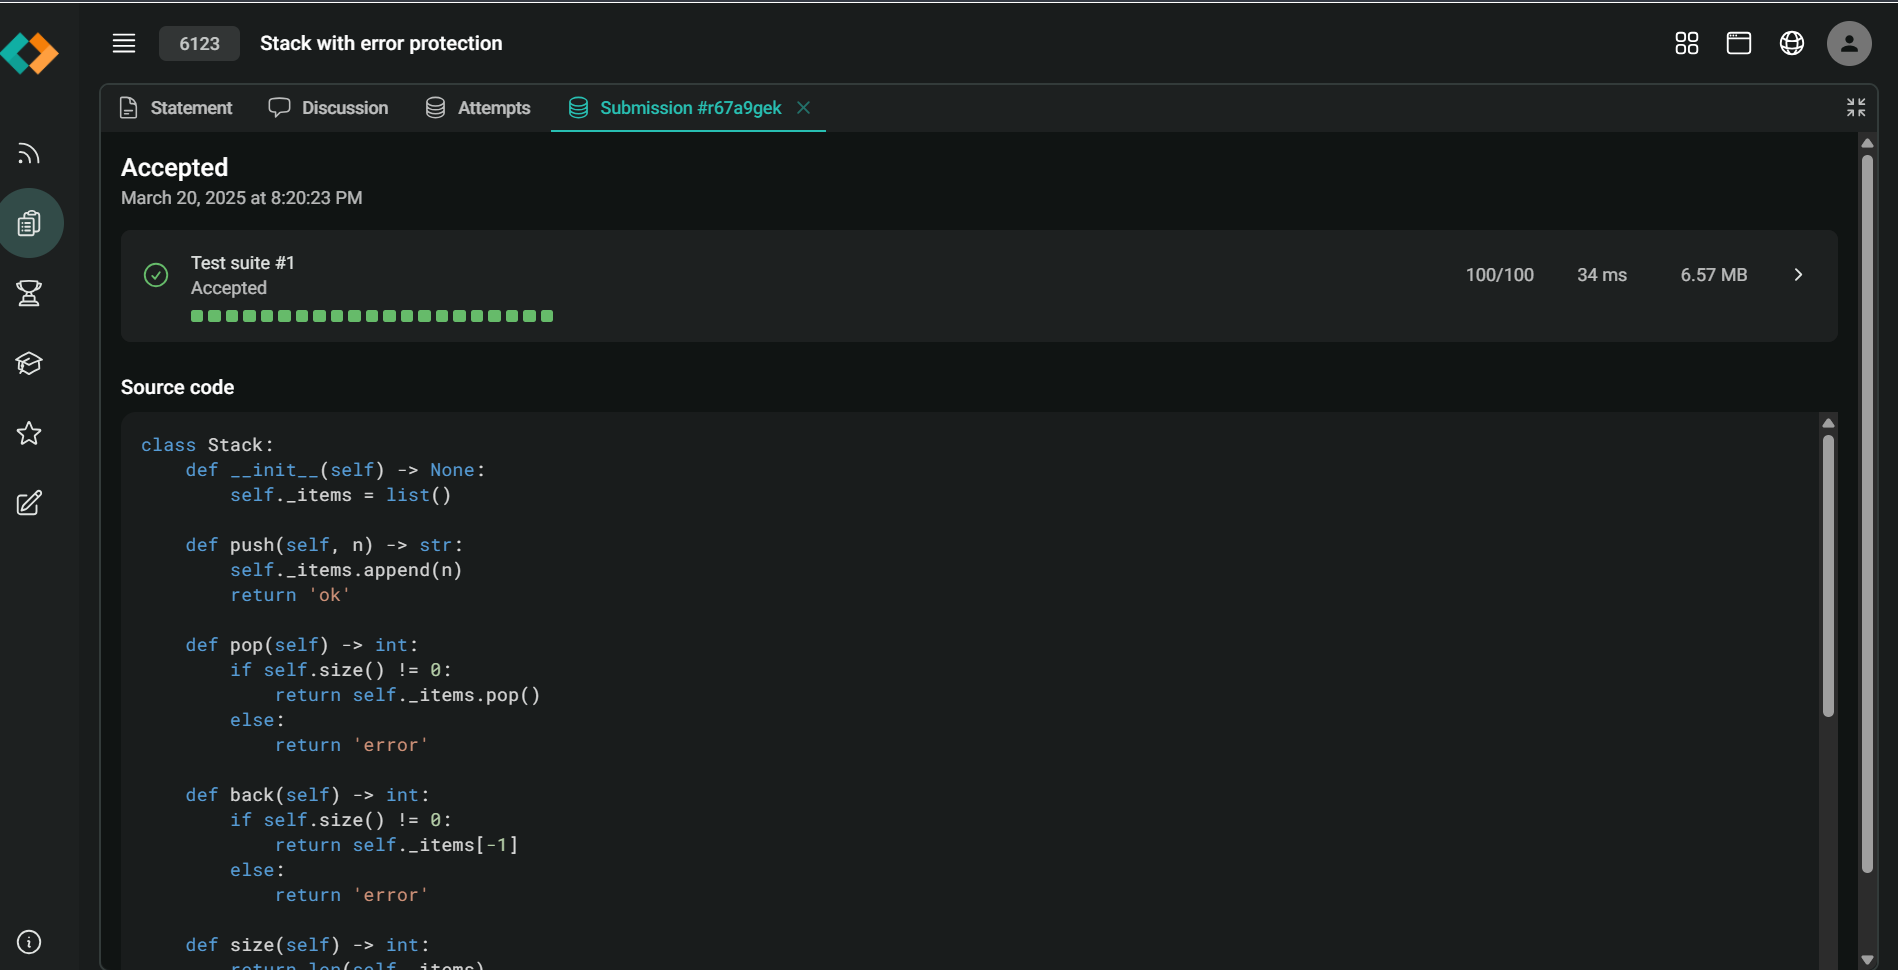 6123 Stack with error protection
Statement Discussion Attempts Submission #r67a9gek
Accepted
March 20, 2025 at 8:20:23 PM
Test suite #1
Accepted
100/100 34 ms 6.57 MB
Source code
class Stack:
    def __init__(self) -> None:
        self._items = list()
    def push(self, n) -> str:
        self._items.append(n)
        return 'ok'
    def pop(self) -> int:
        if self.size() != 0:
            return self._items.pop()
        else:
            return 'error'
    def back(self) -> int:
        if self.size() != 0:
            return self._items[-1]
        else:
            return 'error'
    def size(self) -> int:
        return len(self._items)